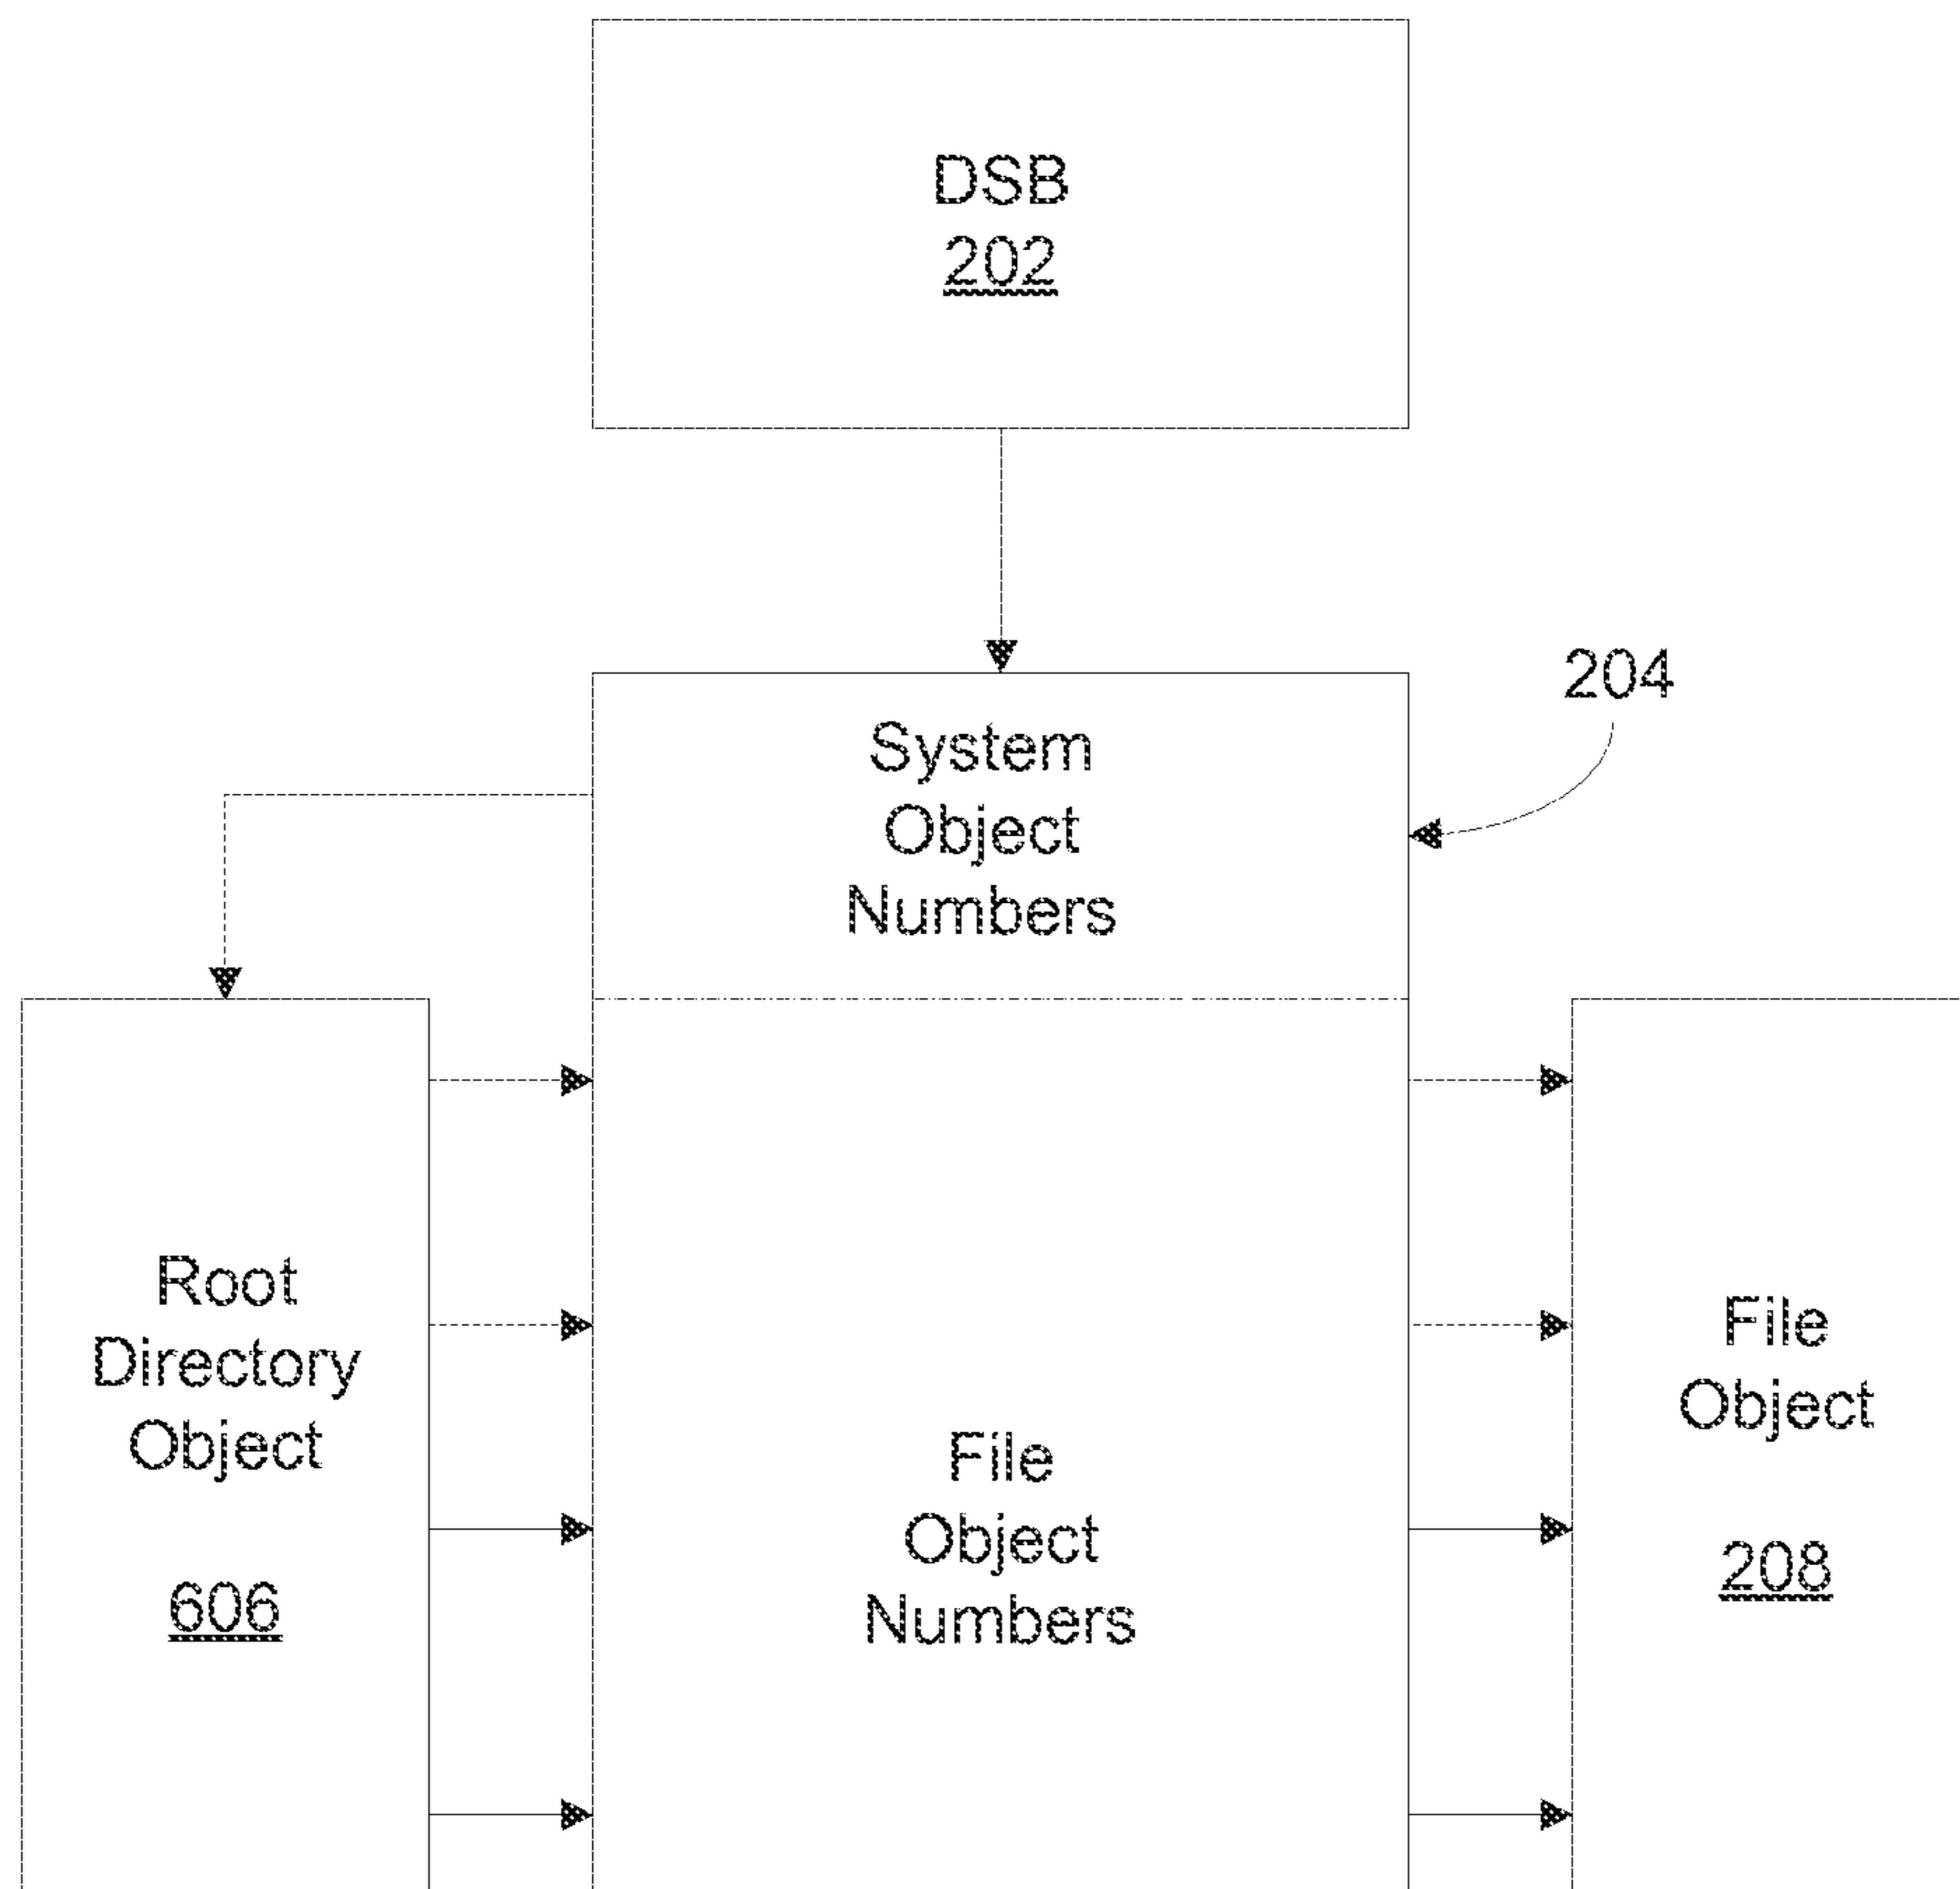 DSB
202
204
System
Object
Numbers
Root
Directory
Object
606
File
Object
Numbers
File
Object
208